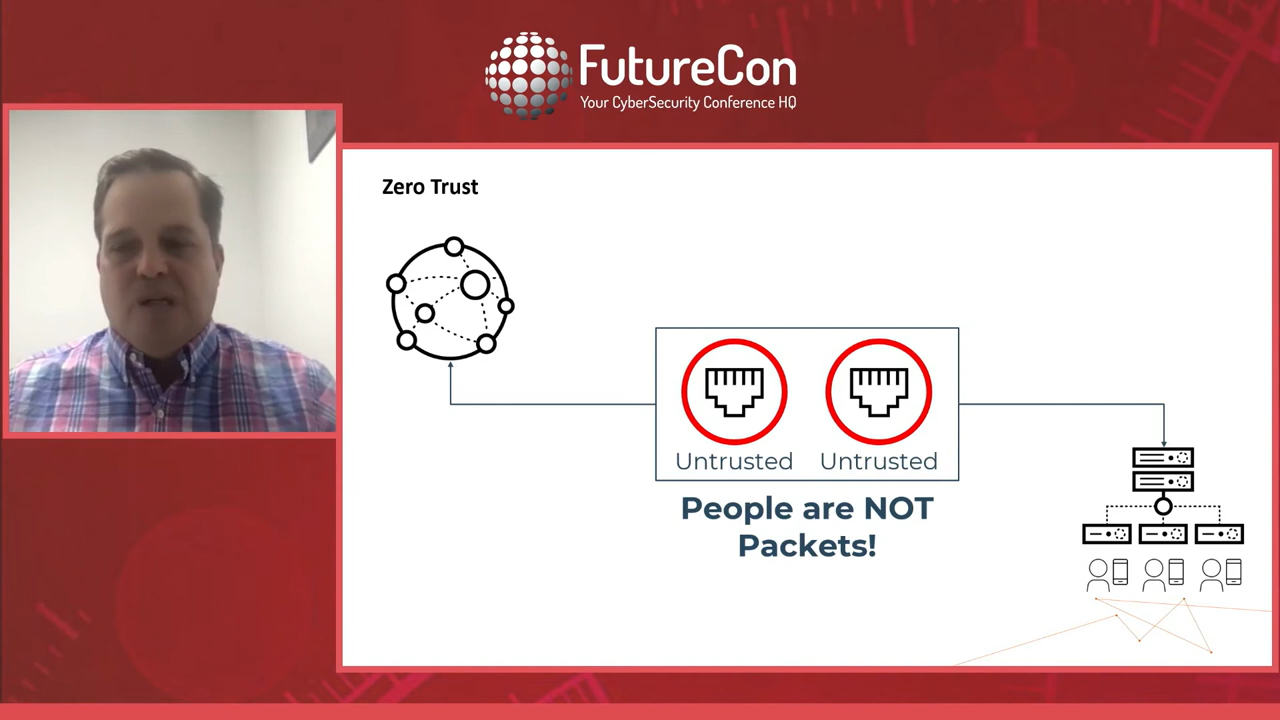 FutureCon
Your CyberSecurity Conference HQ
Zero Trust
Untrusted
Untrusted
People are NOT
Packets!